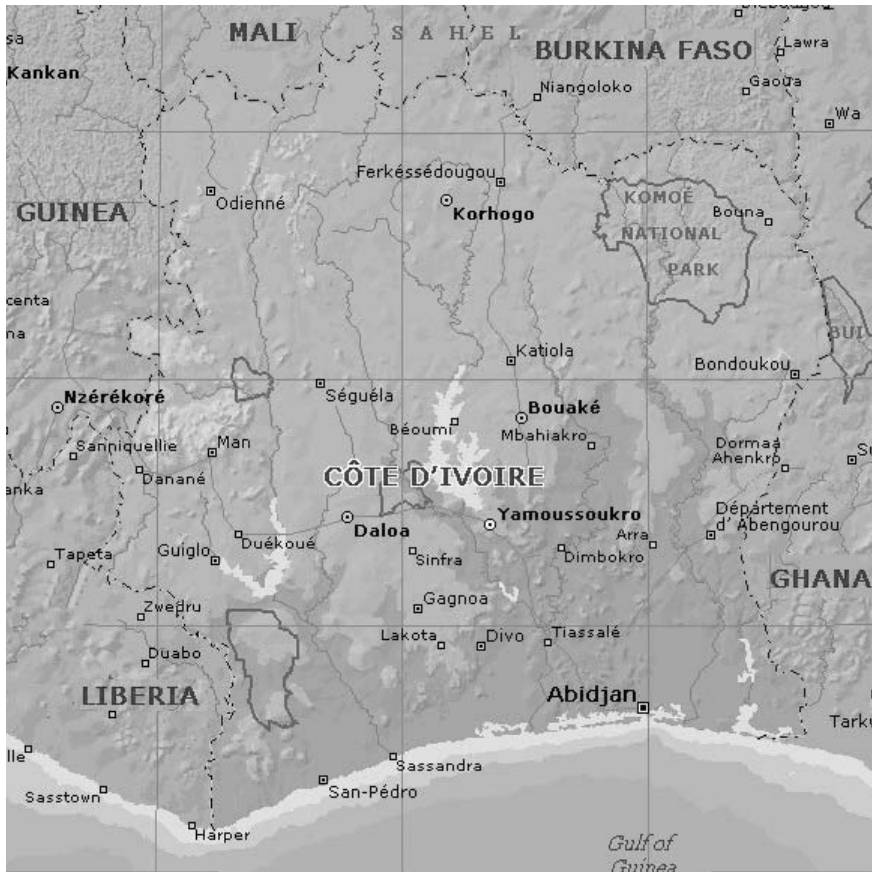 MALI
SAHEL
BURKINA FASO
Lawra
Kankan
Niangoloko
Gaoua
Wa
Ferkéssédougou
Odienné
Korhogo
GUINEA
KOMOÉ
NATIONAL
PARK
Bouna
BUI
Katiola
Bondoukou
Nzérékoré
Séguéla
Béoumi
Bouaké
Mbahiakro
Sanniquellie
Man
Danané
Dormaa
Ahenkro
CÔTE D'IVOIRE
Yamoussoukro
Daloa
Département
d' Abengourou
Arra
Dimbokro
Duékoué
Guiglo
Sinfra
Tapeta
GHANA
Gagnoa
Zwedru
Lakota
Divo
Tiassalé
Duabo
LIBERIA
Abidjan
Sassandra
San-Pédro
Sasstown
Harper
Gulf of
Guinea